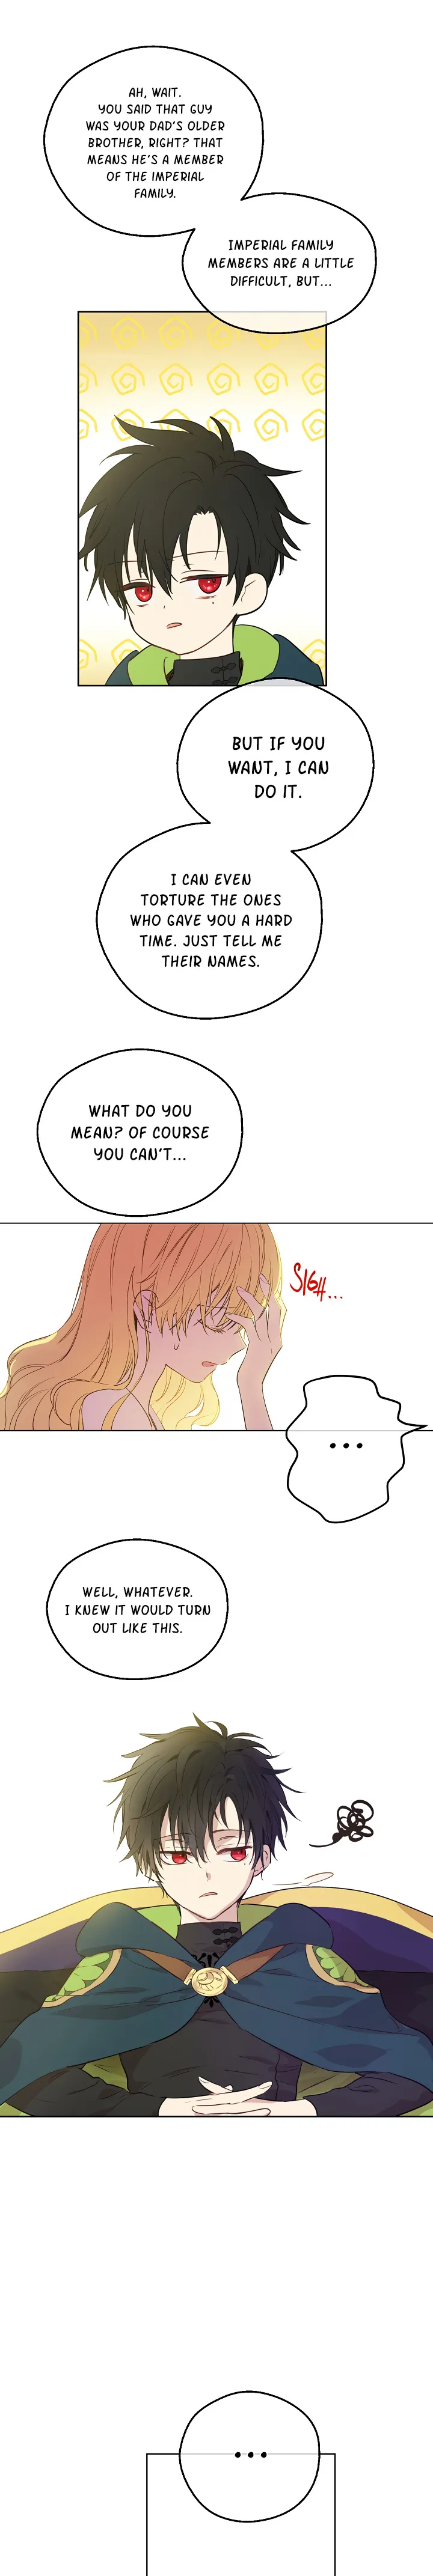 AH, WAIT.
YOU SAID THAT GUY
WAS YOUR DAD'S OLDER
BROTHER, RIGHT? THAT
MEANS HE'S A MEMBER
OF THE IMPERIAL
FAMILY.
IMPERIAL FAMILY
MEMBERS ARE A LITTLE
DIFFICULT, BUT...
BUT IF YOU
WANT, I CAN
DO IT.
I CAN EVEN
TORTURE THE ONES
WHO GAVE YOU A HARD
TIME. JUST TELL ME
THEIR NAMES.
WHAT DO YOU
MEAN? OF COURSE
YOU CAN'T...
SIGH...
...
WELL, WHATEVER.
I KNEW IT WOULD TURN
OUT LIKE THIS.
...